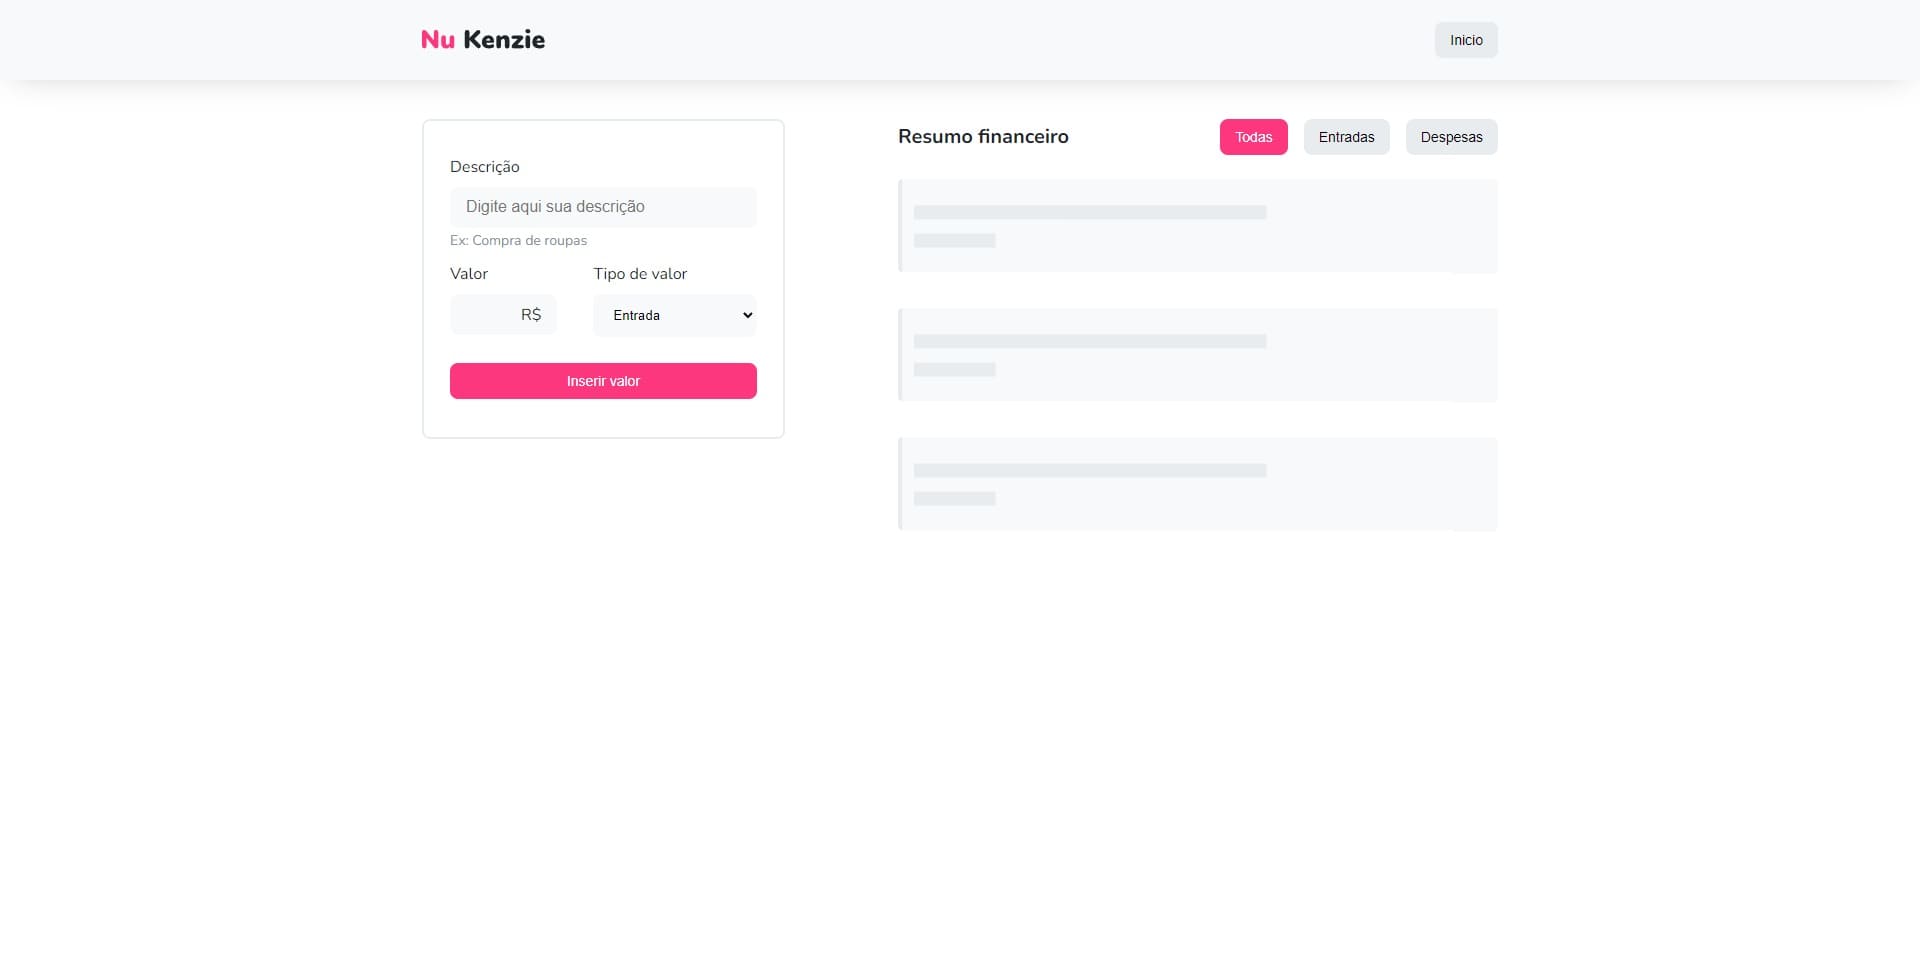 Nu Kenzie
Inicio
Descrição
Digite aqui sua descrição
Ex: Compra de roupas
Valor
Tipo de valor
R$
Entrada
Inserir valor
Resumo financeiro
Todas
Entradas
Despesas